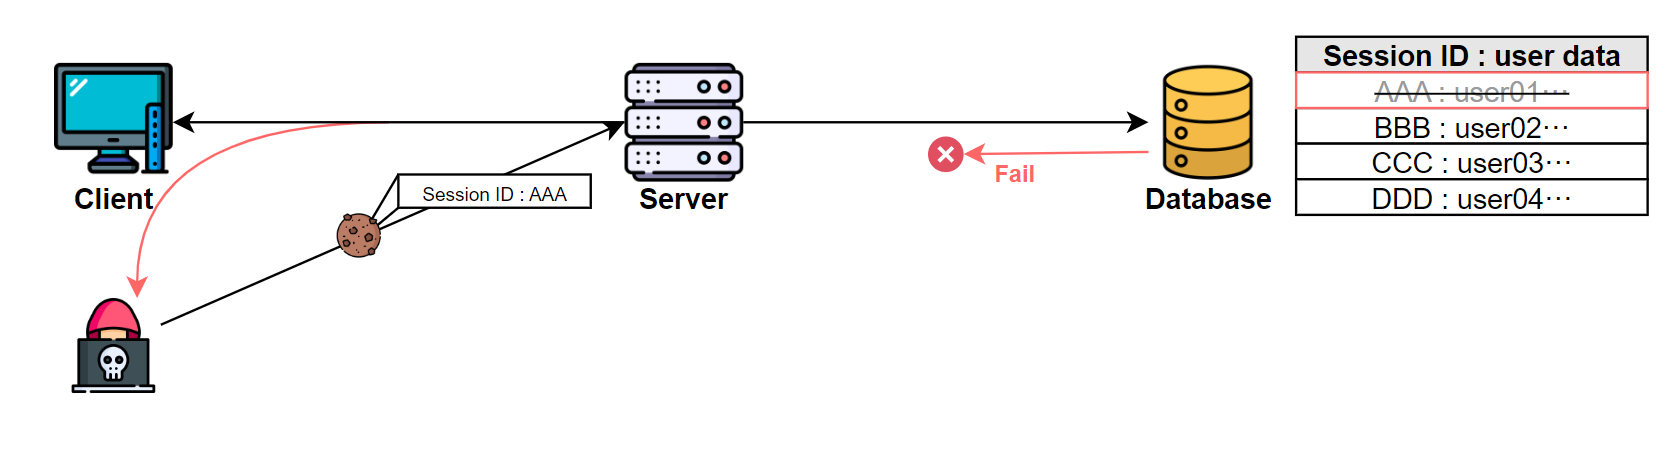 Session ID : user data
AAA : user01⋯
BBB : user02⋯
CCC : user03⋯
DDD : user04⋯
Fail
Client
Session ID : AAA
Server
Database